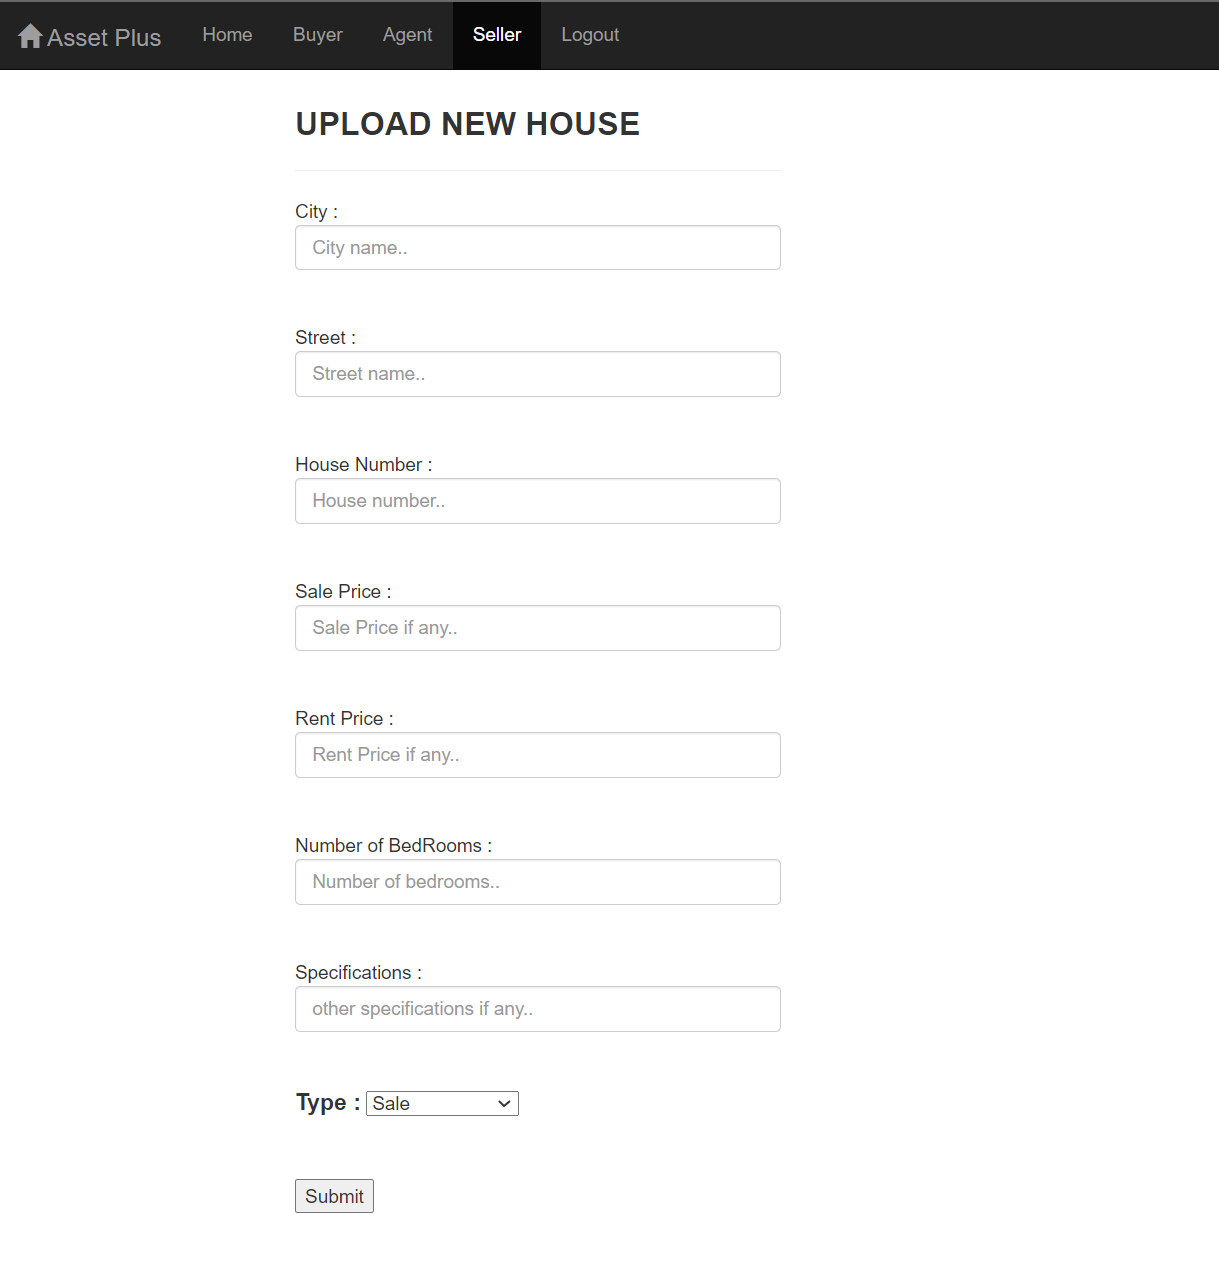 Asset Plus Home Buyer Agent Seller Logout
UPLOAD NEW HOUSE
City :
City name..
Street :
Street name..
House Number :
House number..
Sale Price :
Sale Price if any..
Rent Price :
Rent Price if any..
Number of BedRooms :
Number of bedrooms..
Specifications :
other specifications if any..
Type : Sale
Submit